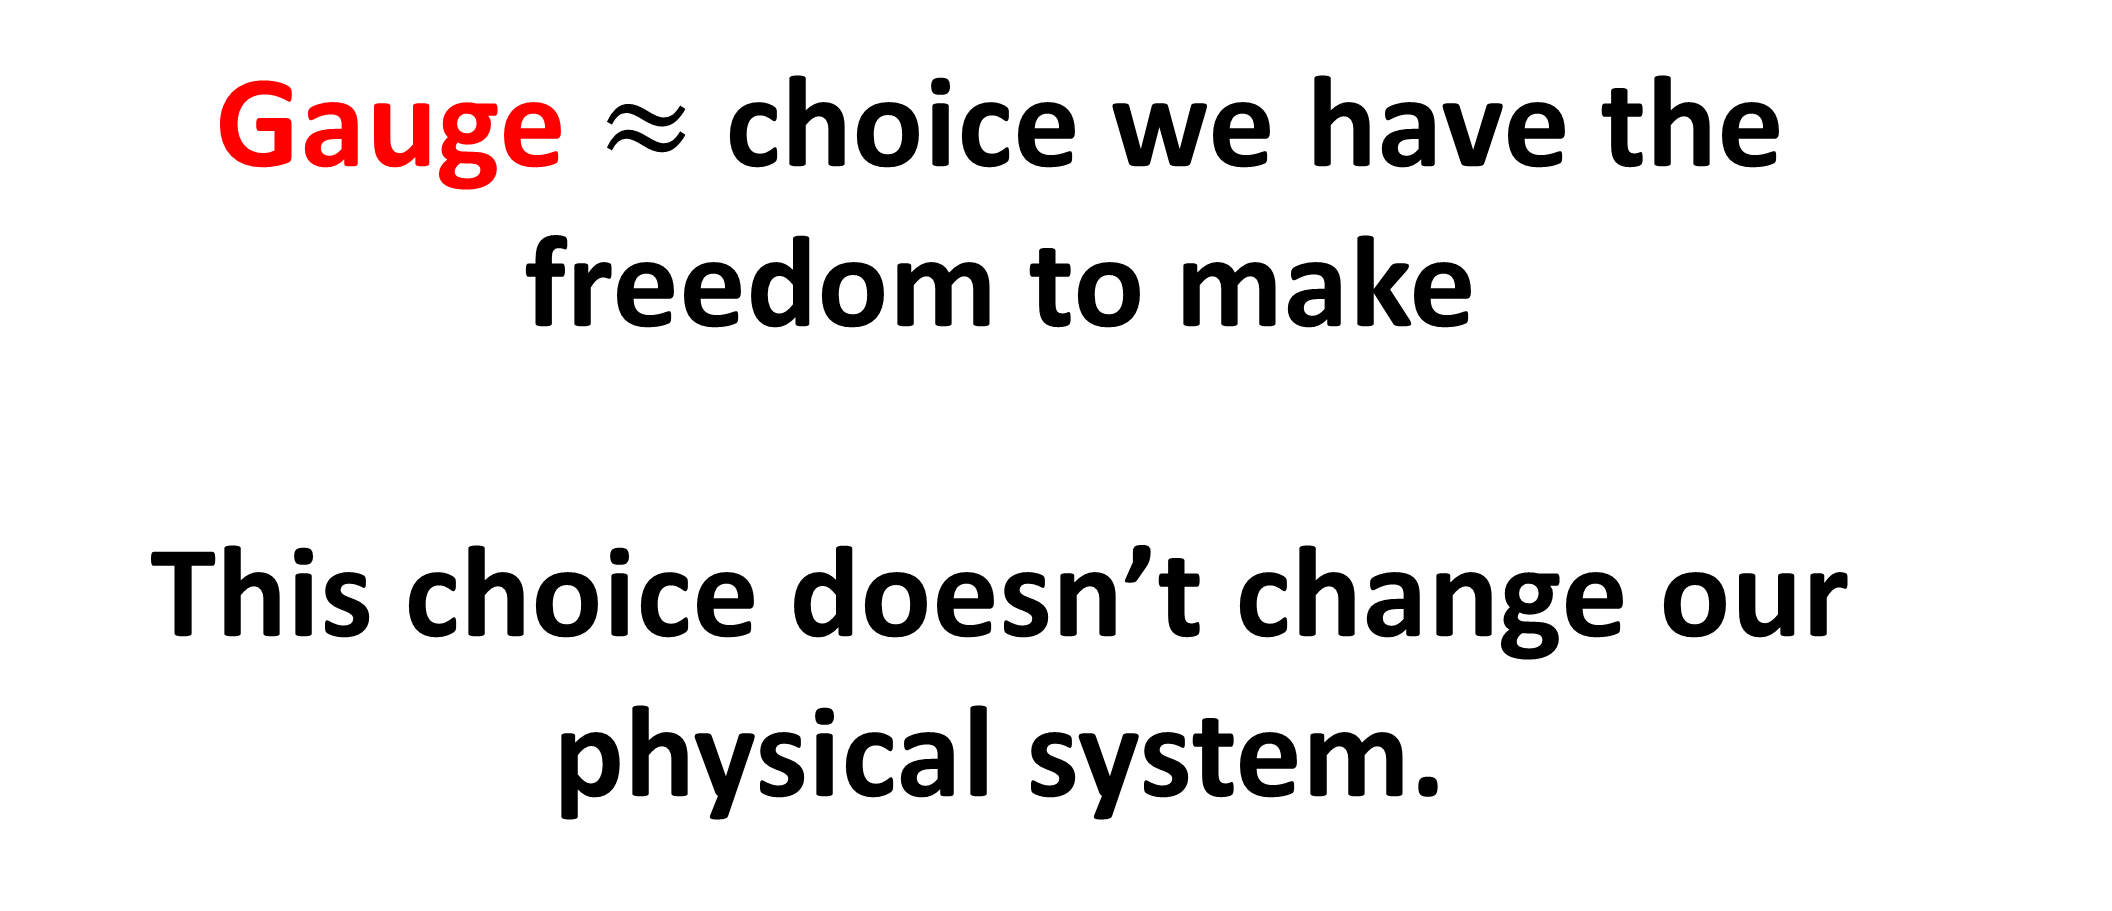 Gauge ≈ choice we have the
freedom to make
This choice doesn’t change our
physical system.